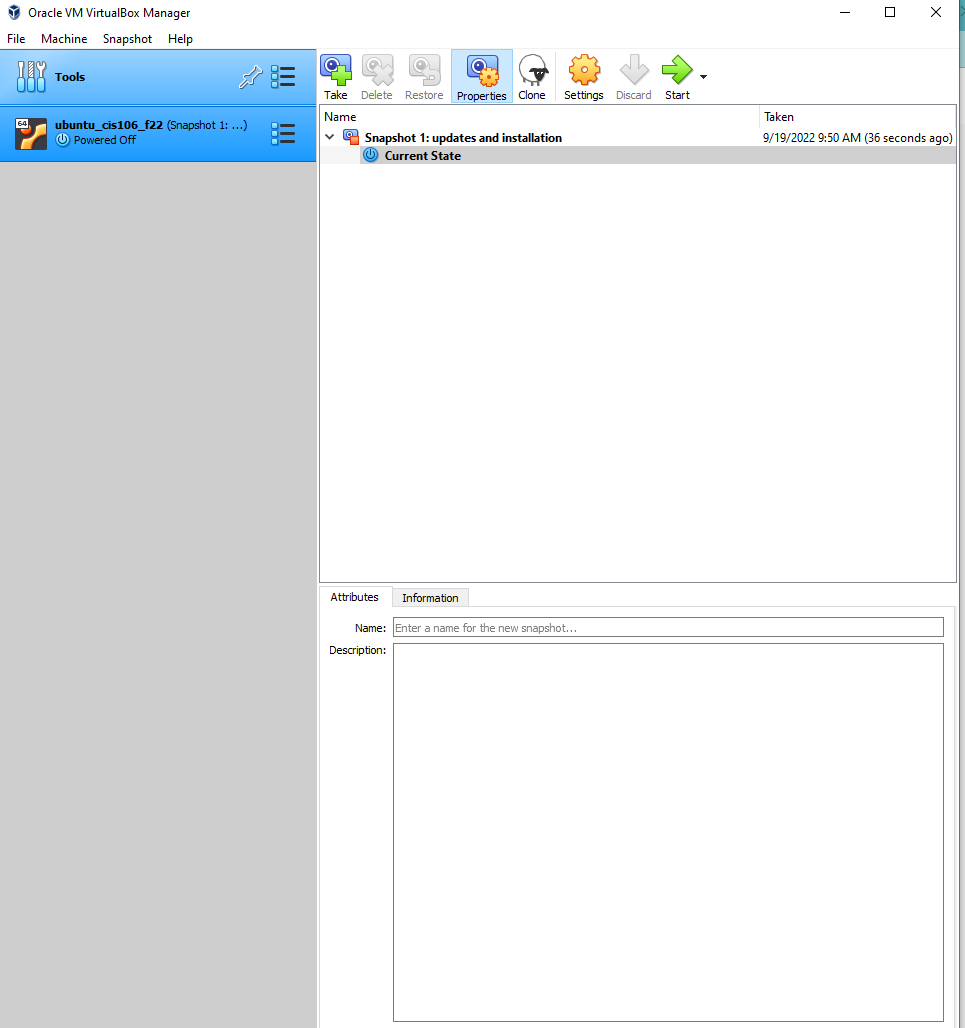 Oracle VM VirtualBox Manager
File Machine Snapshot Help
Tools
Take Delete Restore Properties Clone Settings Discard Start
64
ubuntu_cis106_f22 (Snapshot 1: ...)
Powered Off
Name Taken
Snapshot 1: updates and installation 9/19/2022 9:50 AM (36 seconds ago)
Current State
Attributes Information
Name: Enter a name for the new snapshot...
Description: